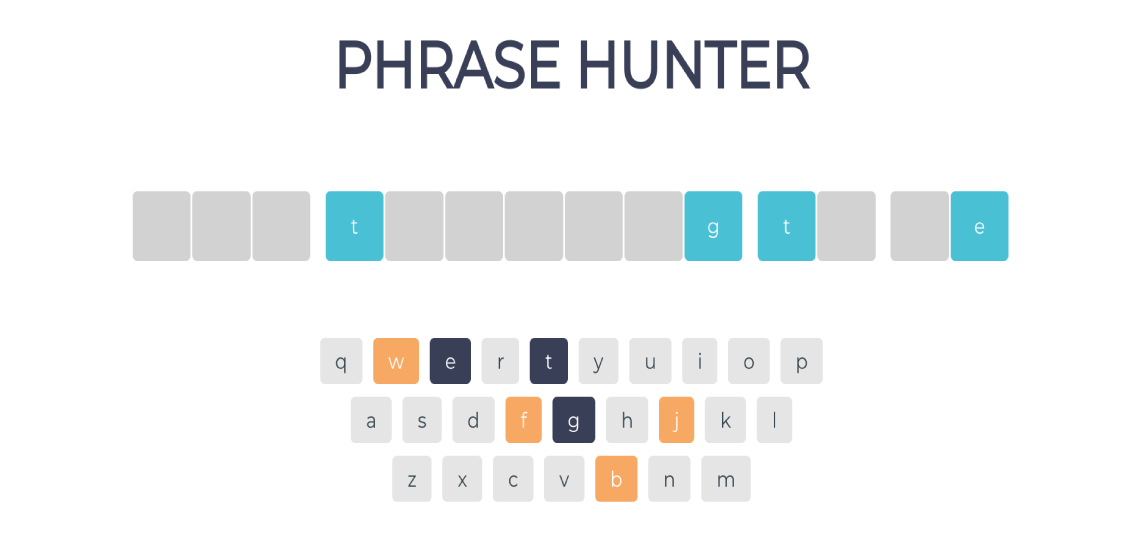 PHRASE HUNTER
t g t e
q w e r t y u i o p
a s d f g h j k l
z x c v b n m